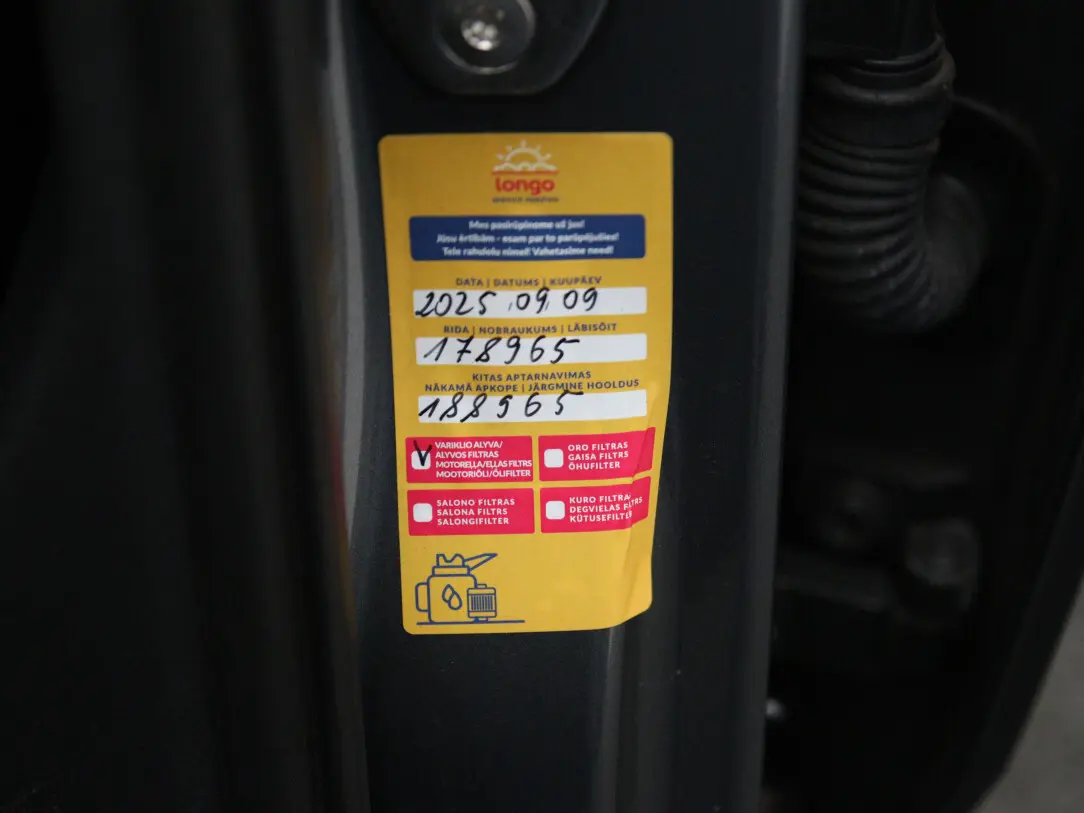 longo
Mes pasirūpinome už jus!
Jūsu ērtībām - esam par to parūpējušies!
Teie rahulolu nimel! Vahetasime need!
DATA | DATUMS | KUUPÄEV
2025.09.09
RIDA | NOBRAUKUMS | LÄBISÕIT
178965
KITAS APTARNAVIMAS
NĀKAMĀ APKOPE | JÄRGMINE HOOLDUS
188965
V
VARIKLIO ALYVA/
ALYVOS FILTRAS
MOTOREĻĻA/EĻĻAS FILTRS
MOOTORIÕLI/ÕLIFILTER
ORO FILTRAS
GAISA FILTRS
ÕHUFILTER
SALONO FILTRAS
SALONA FILTRS
SALONGIFILTER
KURO FILTRAS
DEGVIELAS FILTRS
KÜTUSEFILTER